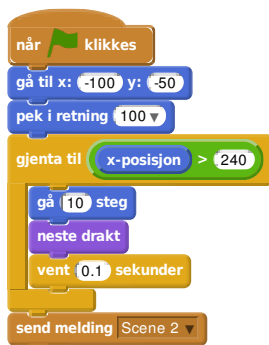 når klikkes
gå til x: -100 y: -50
pek i retning 100
gjenta til x-posisjon > 240
gå 10 steg
neste drakt
vent 0.1 sekunder
send melding Scene 2